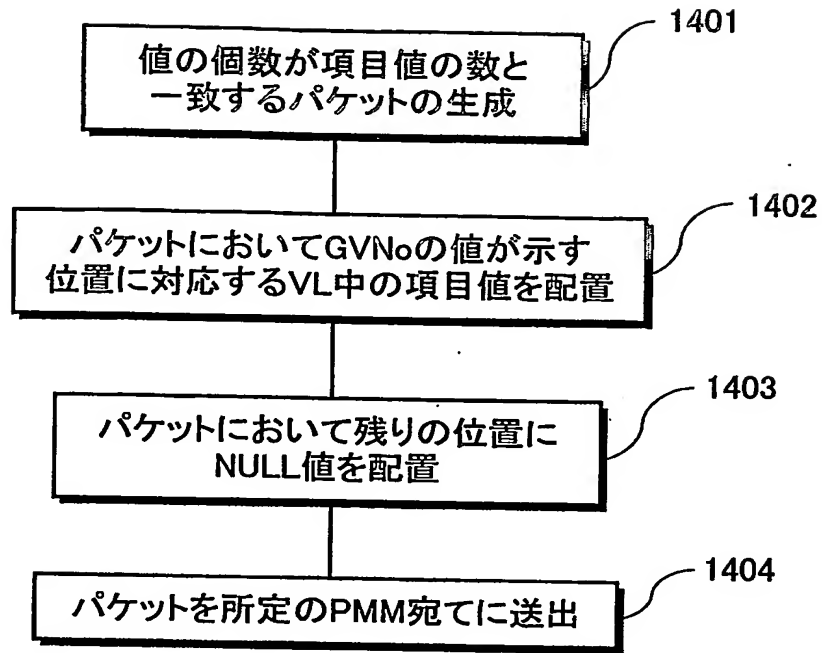 1401
値の個数が項目値の数と
一致するパケットの生成
1402
パケットにおいてGVNoの値が示す
位置に対応するVL中の項目値を配置
1403
パケットにおいて残りの位置に
NULL値を配置
1404
パケットを所定のPMM宛てに送出